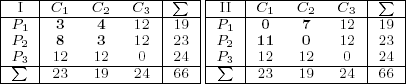 I C₁ C₂ C₃ ∑ II C₁ C₂ C₃ ∑
P₁ 3 4 12 19 P₁ 0 7 12 19
P₂ 8 3 12 23 P₂ 11 0 12 23
P₃ 12 12 0 24 P₃ 12 12 0 24
∑ 23 19 24 66 ∑ 23 19 24 66